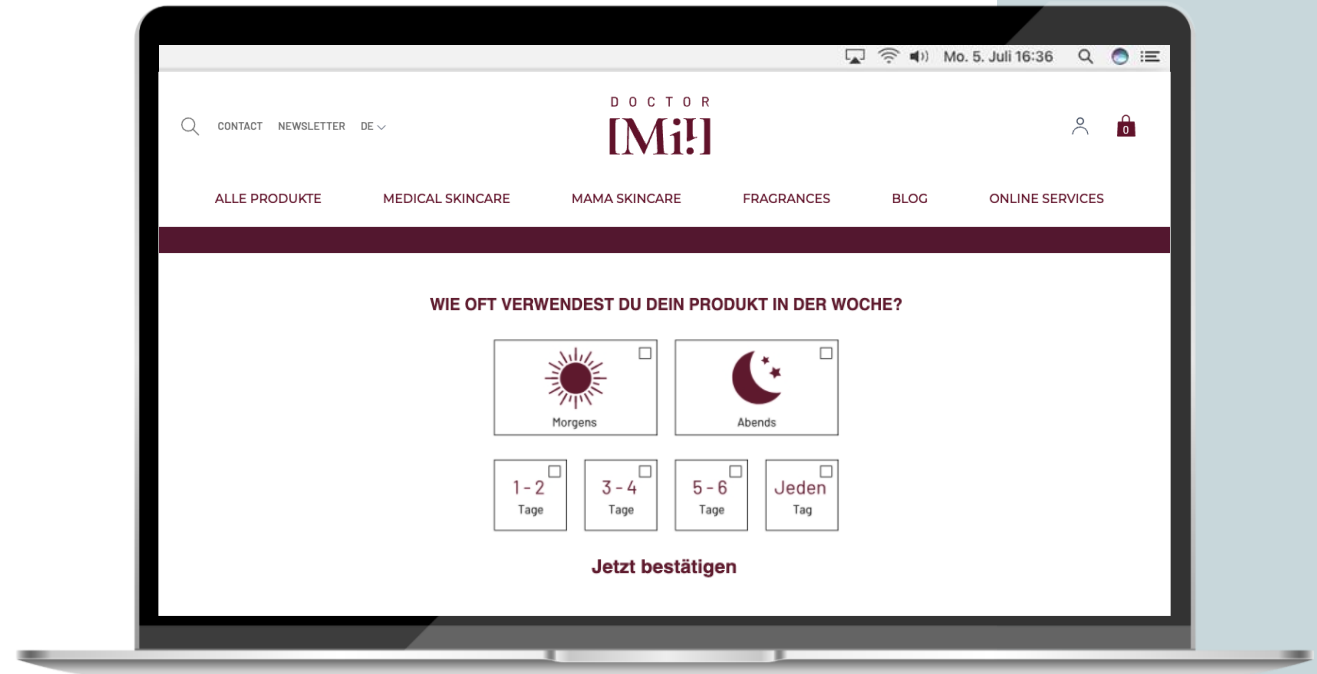 Mo. 5. Juli 16:36
DOCTOR
[Mi!]
CONTACT NEWSLETTER DE
0
ALLE PRODUKTE MEDICAL SKINCARE MAMA SKINCARE FRAGRANCES BLOG ONLINE SERVICES
WIE OFT VERWENDEST DU DEIN PRODUKT IN DER WOCHE?
Morgens Abends
1 - 2 3 - 4 5 - 6 Jeden
Tage Tage Tage Tag
Jetzt bestätigen